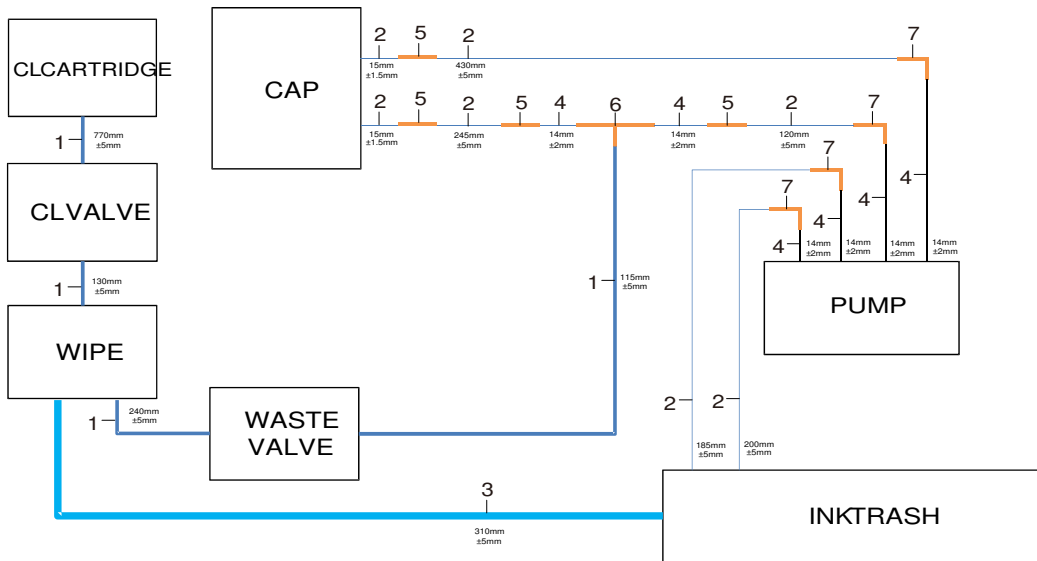 CLCARTRIDGE
1
770mm
±5mm
CLVALVE
1
130mm
±5mm
WIPE
1
240mm
±5mm
WASTE
VALVE
CAP
2
15mm
±1.5mm
5
2
430mm
±5mm
7
2
15mm
±1.5mm
5
2
245mm
±5mm
5
4
14mm
±2mm
6
4
14mm
±2mm
5
2
120mm
±5mm
7
7
7
4
4
4
4
14mm
±2mm
14mm
±2mm
14mm
±2mm
14mm
±2mm
PUMP
1
115mm
±5mm
2
2
185mm
±5mm
200mm
±5mm
3
310mm
±5mm
INKTRASH